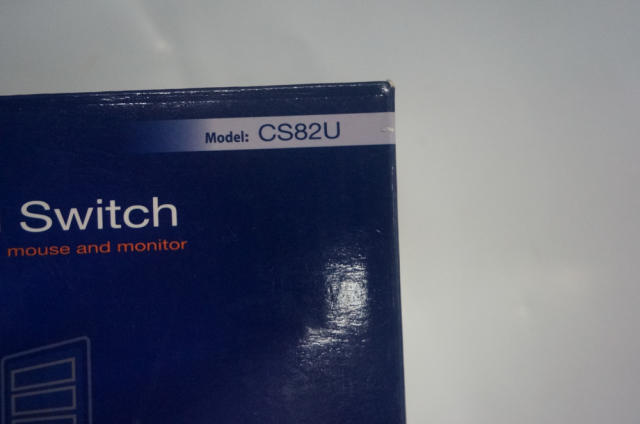 Model: CS82U
Switch
mouse and monitor